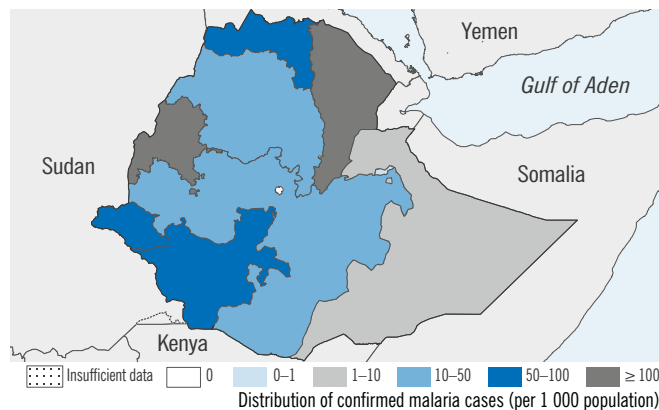 Yemen
Gulf of Aden
Sudan
Somalia
Kenya
Insufficient data 0 0–1 1–10 10–50 50–100 ≥ 100
Distribution of confirmed malaria cases (per 1 000 population)